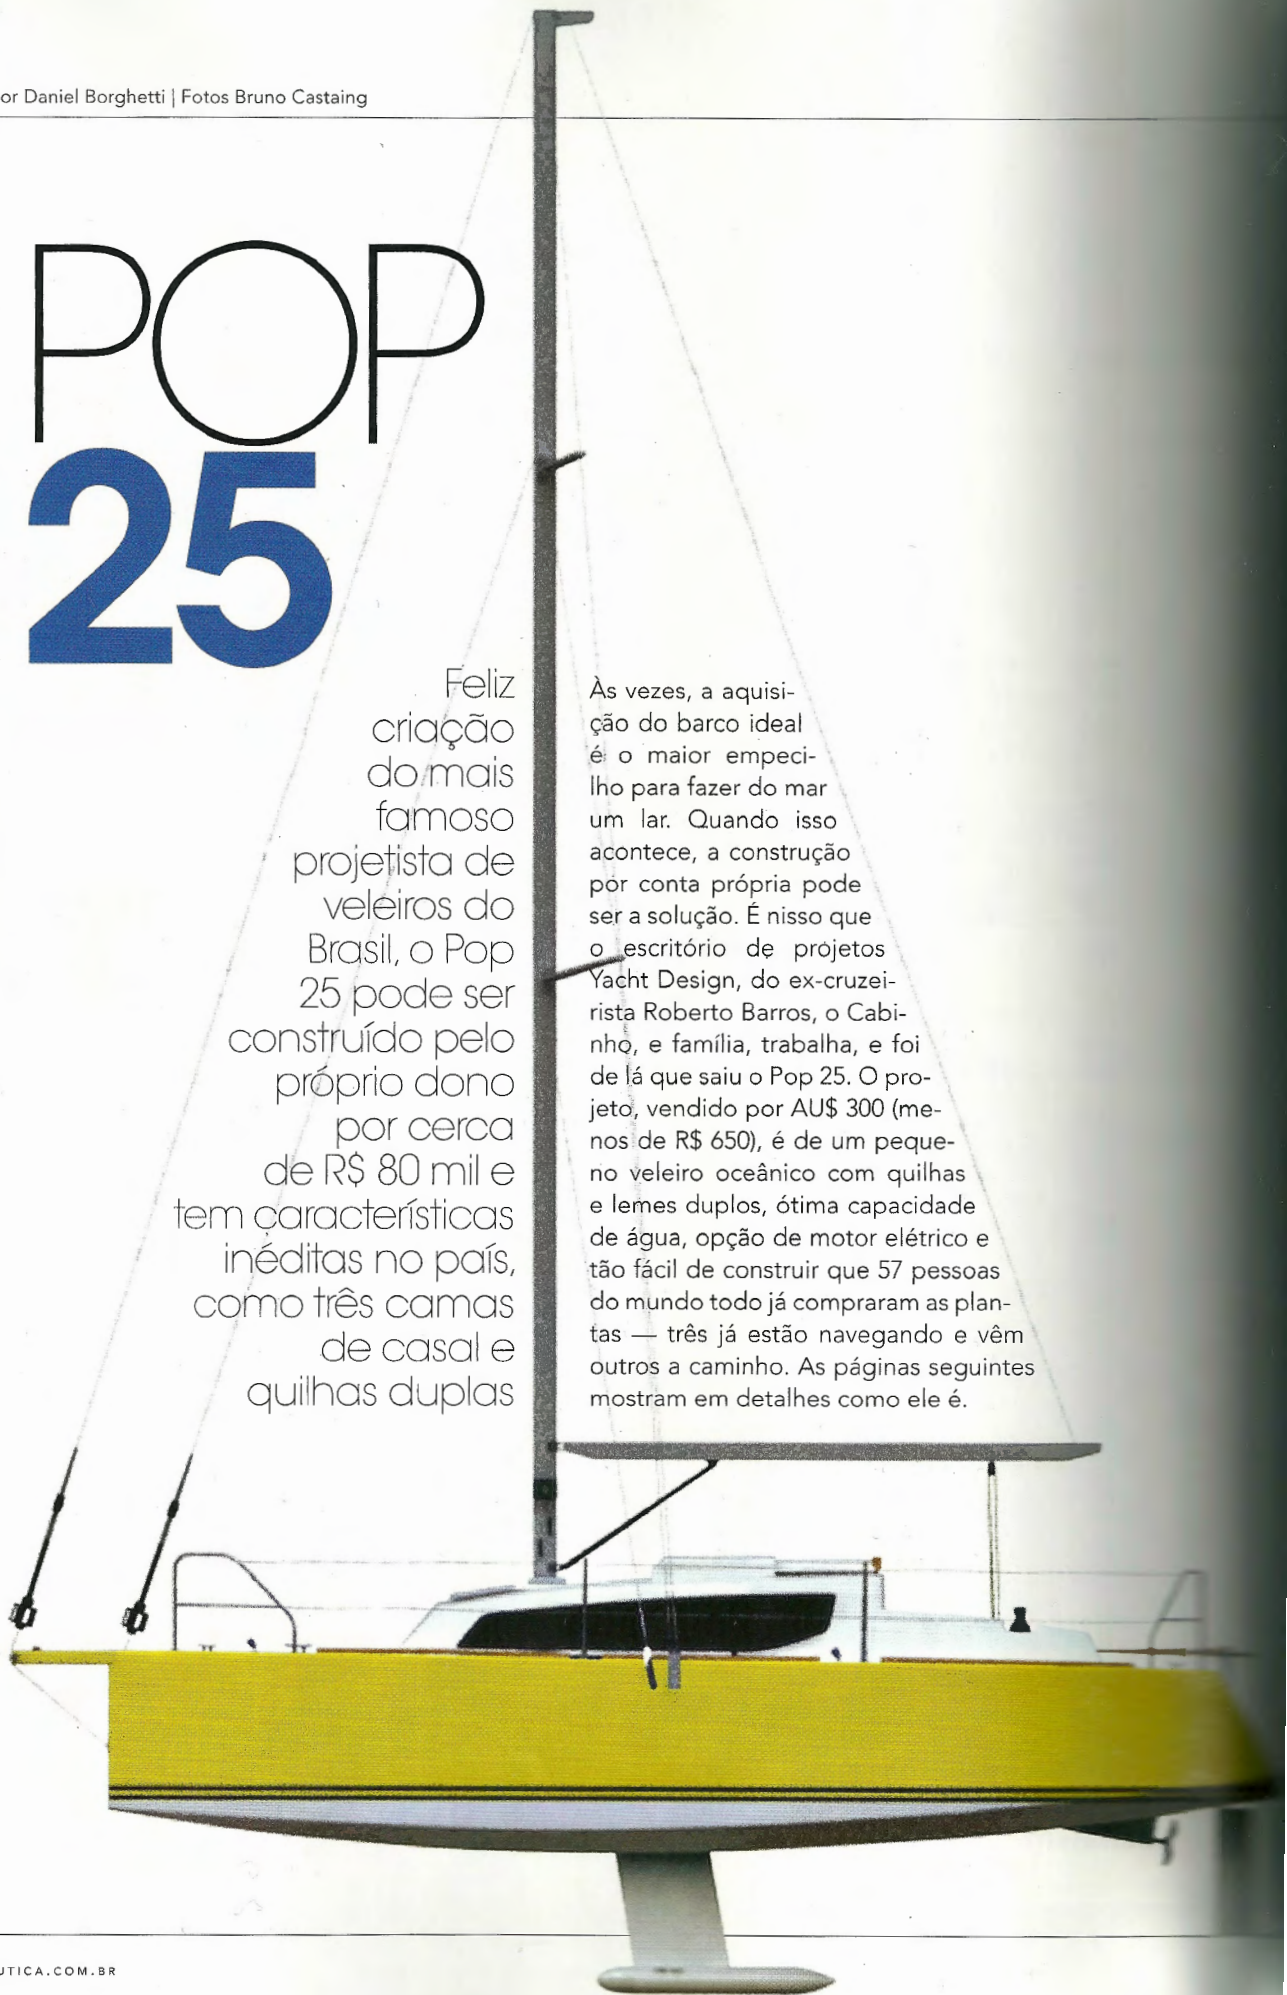 or Daniel Borghetti | Fotos Bruno Castaing
POP
25
Feliz
criação
do mais
famoso
projetista de
veleiros do
Brasil, o Pop
25 pode ser
construído pelo
próprio dono
por cerca
de R$ 80 mil e
tem características
inéditas no país,
como três camas
de casal e
quilhas duplas
Às vezes, a aquisi-
ção do barco ideal
é o maior empeci-
lho para fazer do mar
um lar. Quando isso
acontece, a construção
por conta própria pode
ser a solução. É nisso que
o escritório de projetos
Yacht Design, do ex-cruzei-
rista Roberto Barros, o Cabi-
nho, e família, trabalha, e foi
de lá que saiu o Pop 25. O pro-
jeto, vendido por AU$ 300 (me-
nos de R$ 650), é de um peque-
no veleiro oceânico com quilhas
e lemes duplos, ótima capacidade
de água, opção de motor elétrico e
tão fácil de construir que 57 pessoas
do mundo todo já compraram as plan-
tas — três já estão navegando e vêm
outros a caminho. As páginas seguintes
mostram em detalhes como ele é.
UTICA.COM.BR